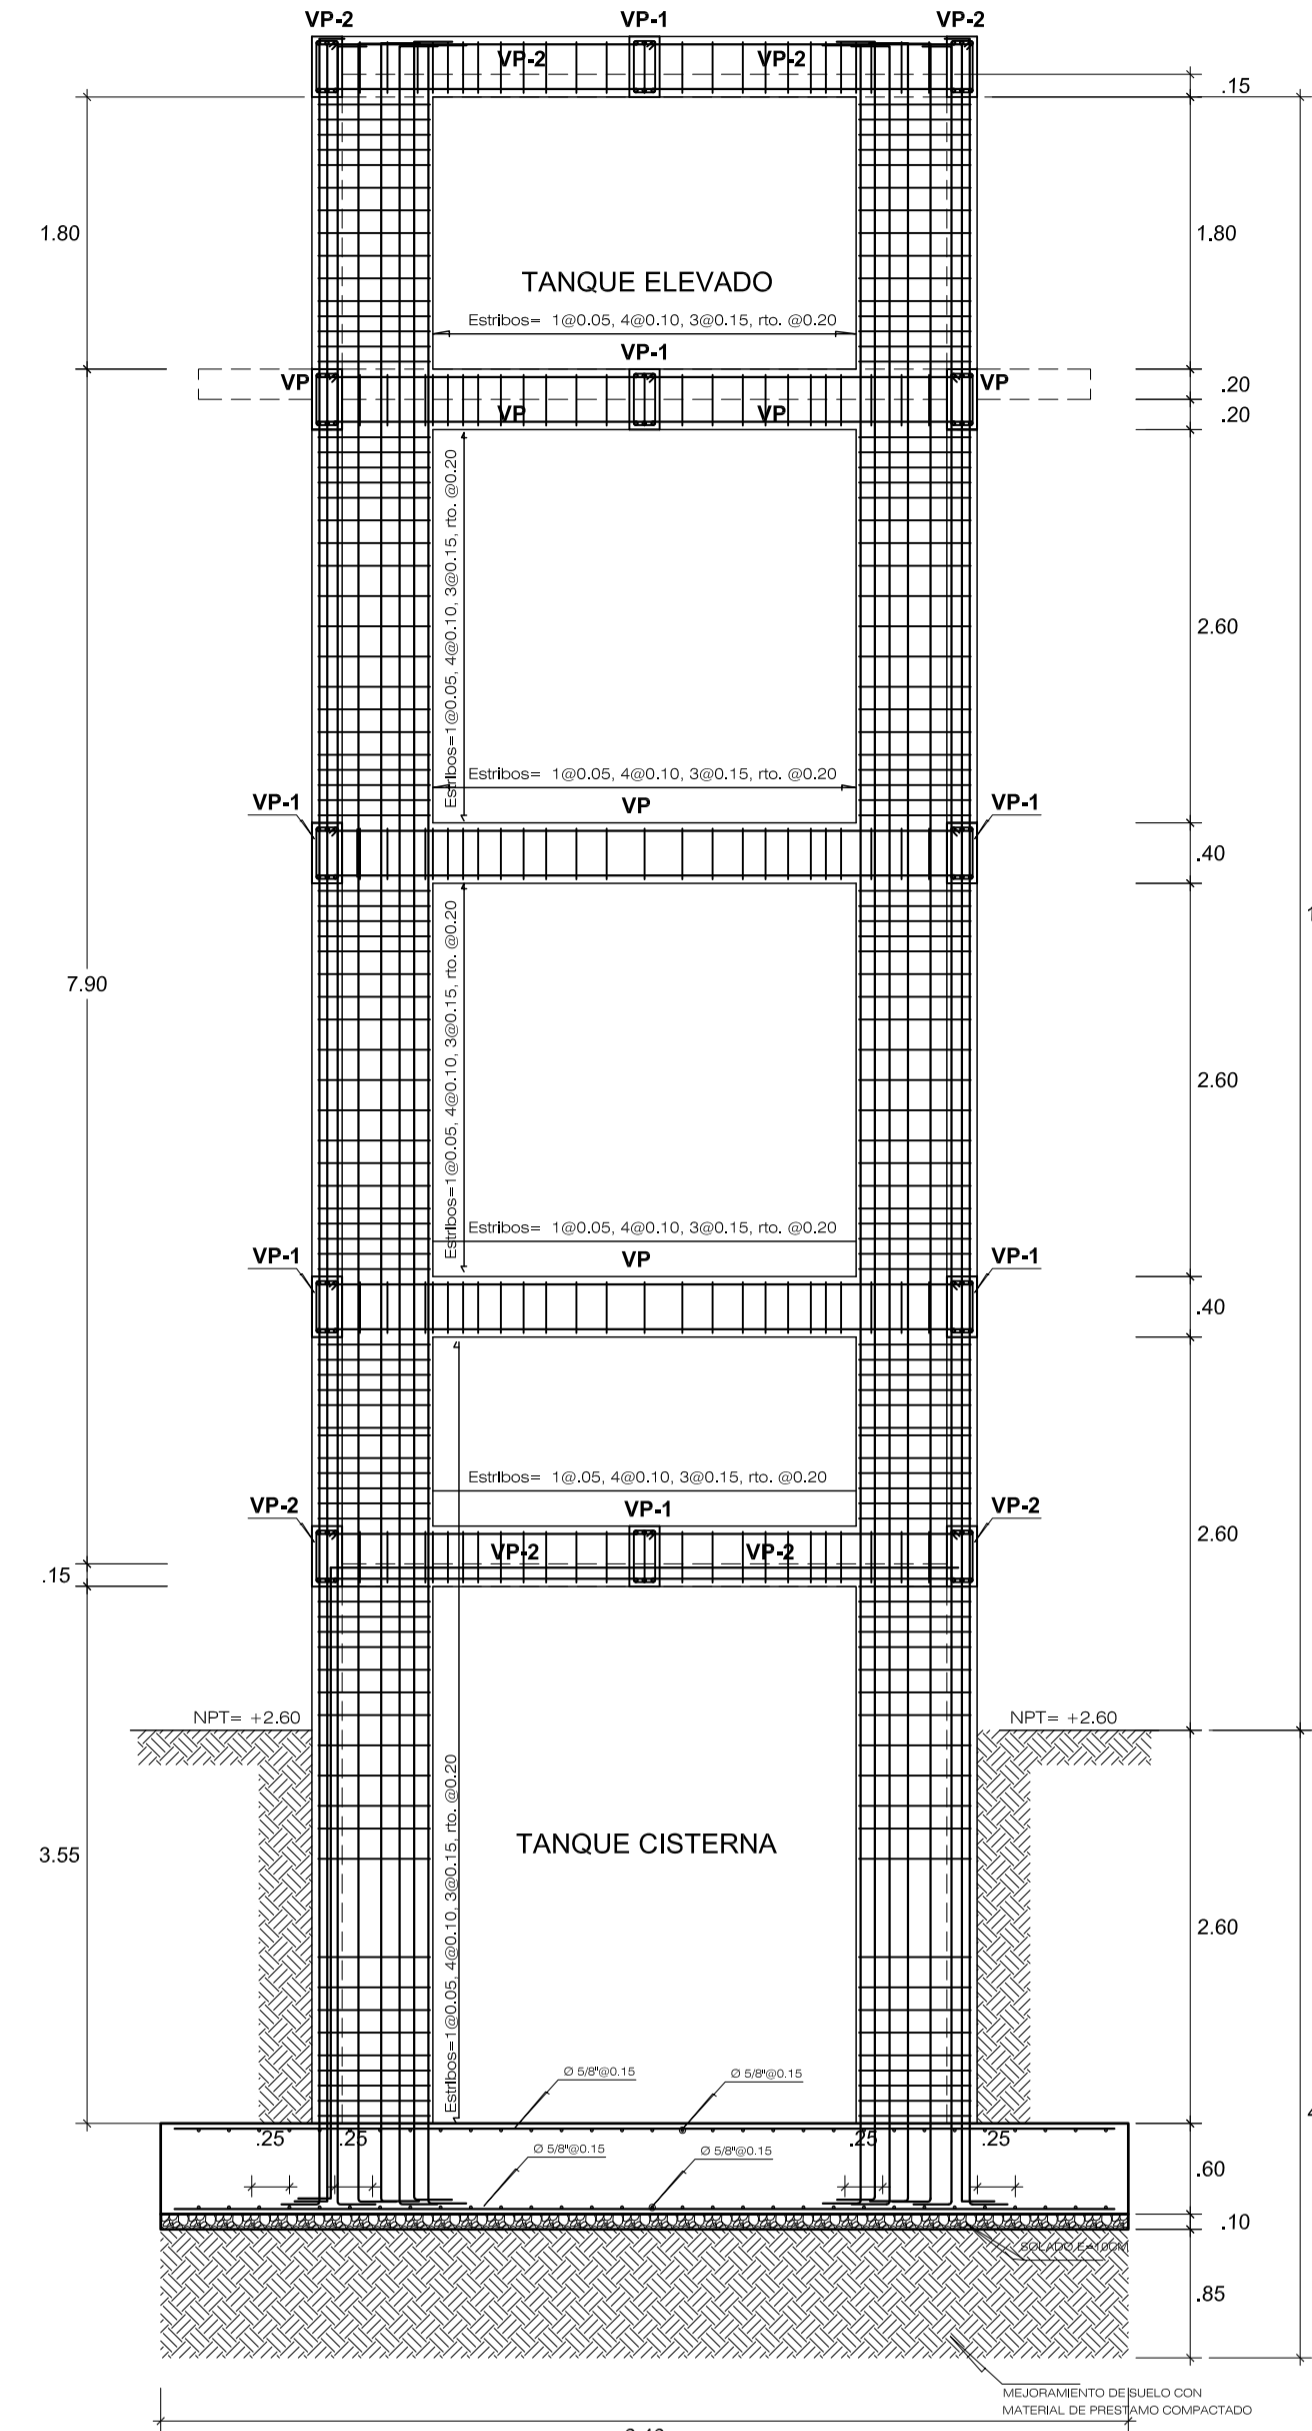 VP-2 VP-1 VP-2
VP-2 VP-2
.15
1.80 1.80
TANQUE ELEVADO
Estribos= 1@0.05, 4@0.10, 3@0.15, rto. @0.20
VP-1
VP VP
.20
VP VP
.20
Estribos=1@0.05, 4@0.10, 3@0.15, rto. @0.20
2.60
Estribos= 1@0.05, 4@0.10, 3@0.15, rto. @0.20
VP-1 VP VP-1
.40
7.90
Estribos=1@0.05, 4@0.10, 3@0.15, rto. @0.20
2.60
Estribos= 1@0.05, 4@0.10, 3@0.15, rto. @0.20
VP-1 VP VP-1
.40
Estribos= 1@.05, 4@0.10, 3@0.15, rto. @0.20
VP-2 VP-1 VP-2
2.60
VP-2 VP-2
.15
NPT= +2.60 NPT= +2.60
Estribos=1@0.05, 4@0.10, 3@0.15, rto. @0.20
TANQUE CISTERNA
3.55
2.60
Ø 5/8"@0.15 Ø 5/8"@0.15
.25 .25 .25 .25
Ø 5/8"@0.15 Ø 5/8"@0.15
.60
.10
SOLADO E=10CM
.85
MEJORAMIENTO DE SUELO CON
MATERIAL DE PRESTAMO COMPACTADO